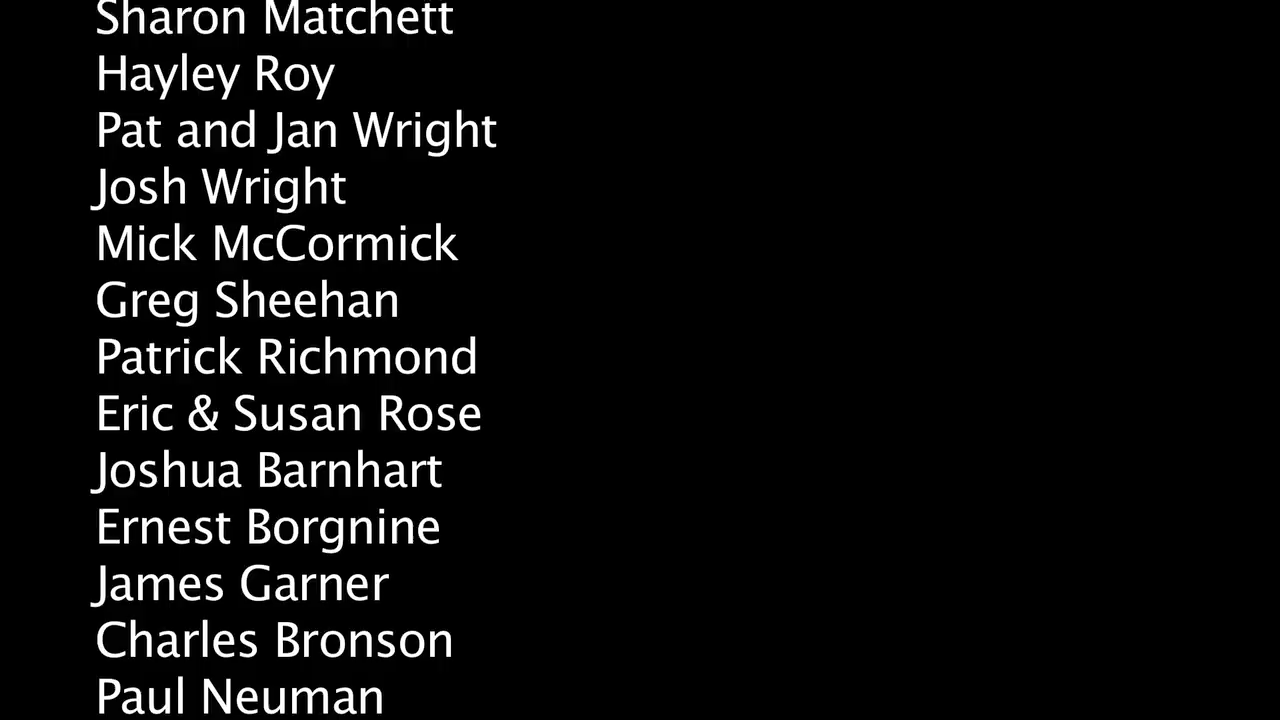 Sharon Matchett
Hayley Roy
Pat and Jan Wright
Josh Wright
Mick McCormick
Greg Sheehan
Patrick Richmond
Eric & Susan Rose
Joshua Barnhart
Ernest Borgnine
James Garner
Charles Bronson
Paul Neuman